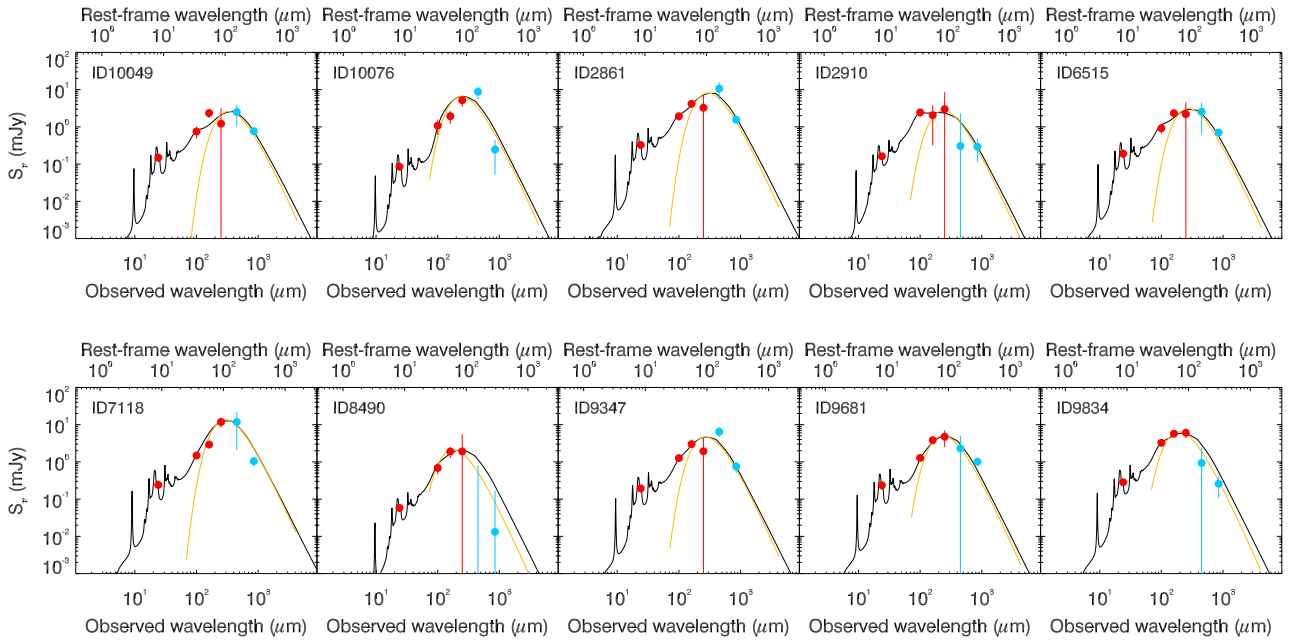 Rest-frame wavelength (μm) Rest-frame wavelength (μm) Rest-frame wavelength (μm) Rest-frame wavelength (μm) Rest-frame wavelength (μm)
10⁰ 10¹ 10² 10³ 10⁰ 10¹ 10² 10³ 10⁰ 10¹ 10² 10³ 10⁰ 10¹ 10² 10³ 10⁰ 10¹ 10² 10³
ID10049 ID10076 ID2861 ID2910 ID6515
10²
10¹
10⁰
10⁻¹
10⁻²
10⁻³
Sᵥ (mJy)
10¹ 10² 10³ 10¹ 10² 10³ 10¹ 10² 10³ 10¹ 10² 10³ 10¹ 10² 10³
Observed wavelength (μm) Observed wavelength (μm) Observed wavelength (μm) Observed wavelength (μm) Observed wavelength (μm)
Rest-frame wavelength (μm) Rest-frame wavelength (μm) Rest-frame wavelength (μm) Rest-frame wavelength (μm) Rest-frame wavelength (μm)
10⁰ 10¹ 10² 10³ 10⁰ 10¹ 10² 10³ 10⁰ 10¹ 10² 10³ 10⁰ 10¹ 10² 10³ 10⁰ 10¹ 10² 10³
ID7118 ID8490 ID9347 ID9681 ID9834
10²
10¹
10⁰
10⁻¹
10⁻²
10⁻³
Sᵥ (mJy)
10¹ 10² 10³ 10¹ 10² 10³ 10¹ 10² 10³ 10¹ 10² 10³ 10¹ 10² 10³
Observed wavelength (μm) Observed wavelength (μm) Observed wavelength (μm) Observed wavelength (μm) Observed wavelength (μm)